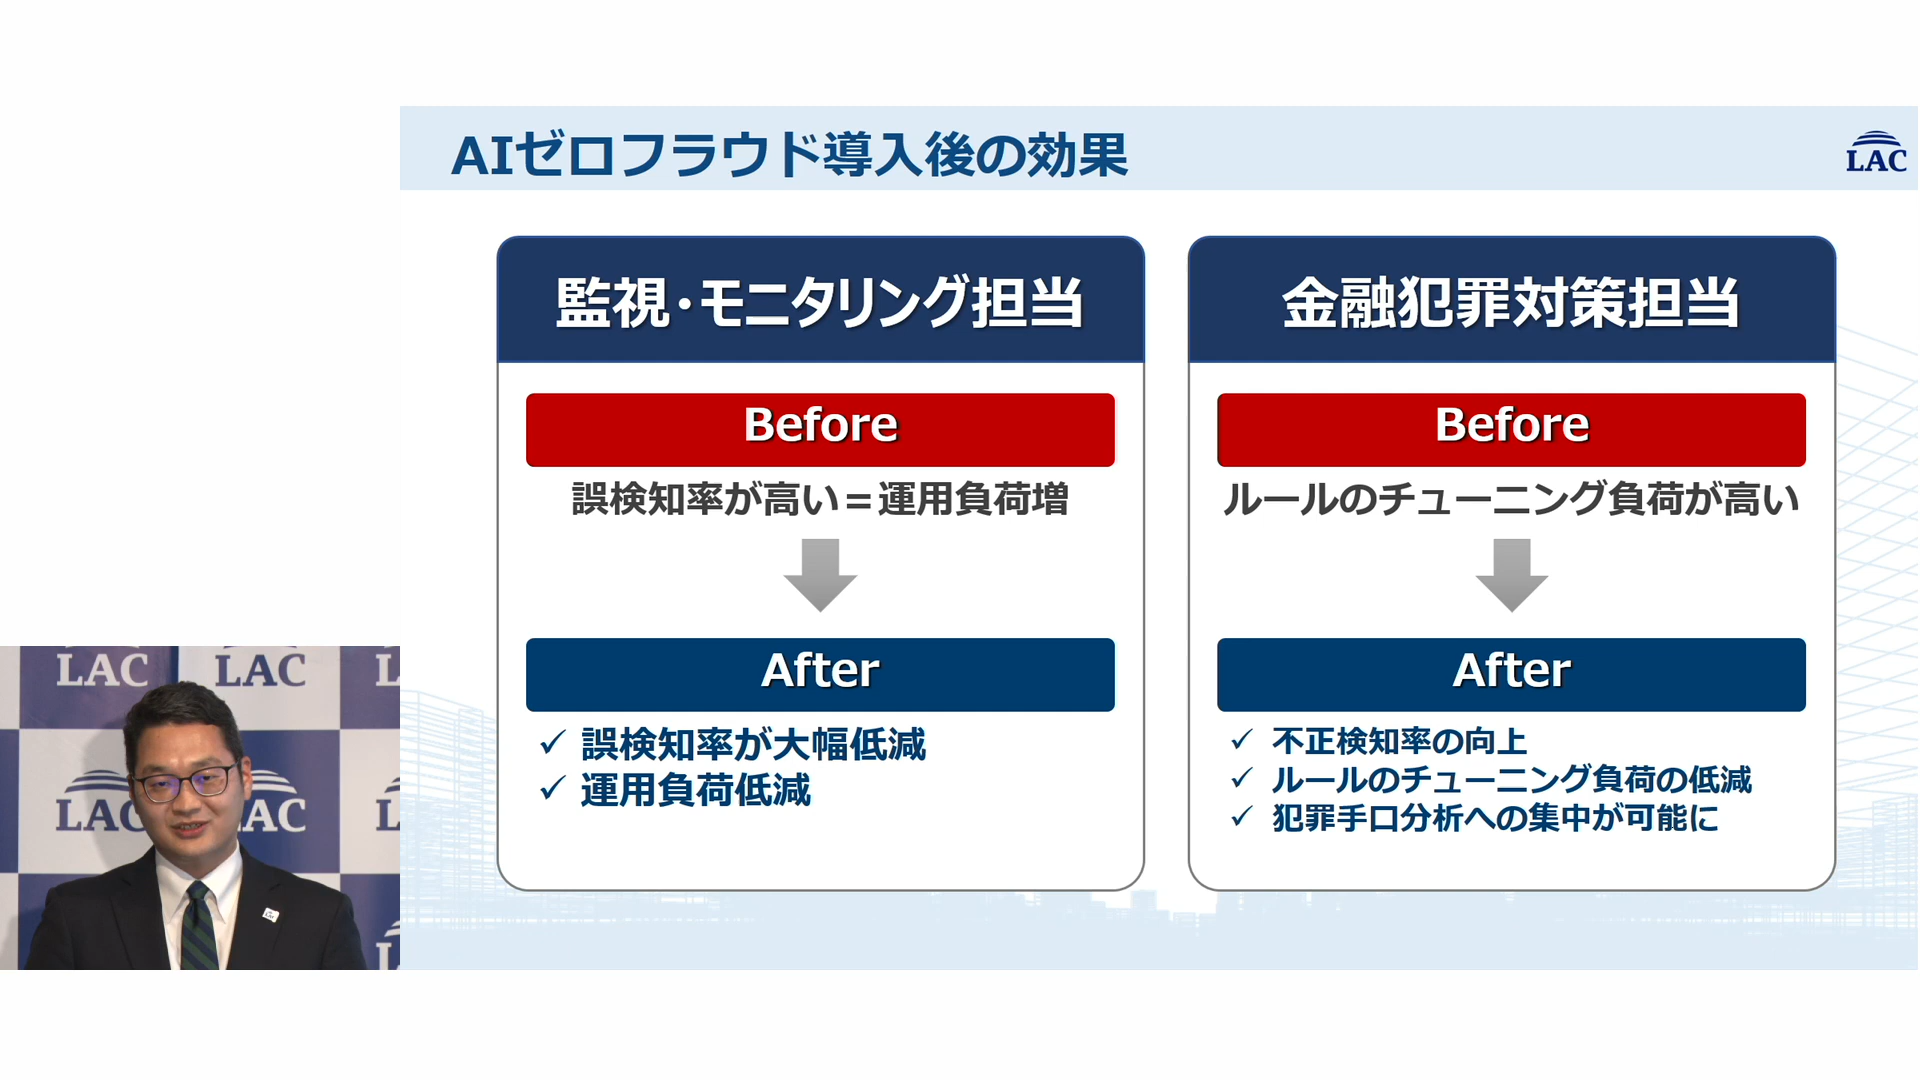 AIゼロフラウド導入後の効果
LAC
監視・モニタリング担当
Before
誤検知率が高い＝運用負荷増
After
✓ 誤検知率が大幅低減
✓ 運用負荷低減
金融犯罪対策担当
Before
ルールのチューニング負荷が高い
After
✓ 不正検知率の向上
✓ ルールのチューニング負荷の低減
✓ 犯罪手口分析への集中が可能に
LAC LAC L
LAC LAC L
L